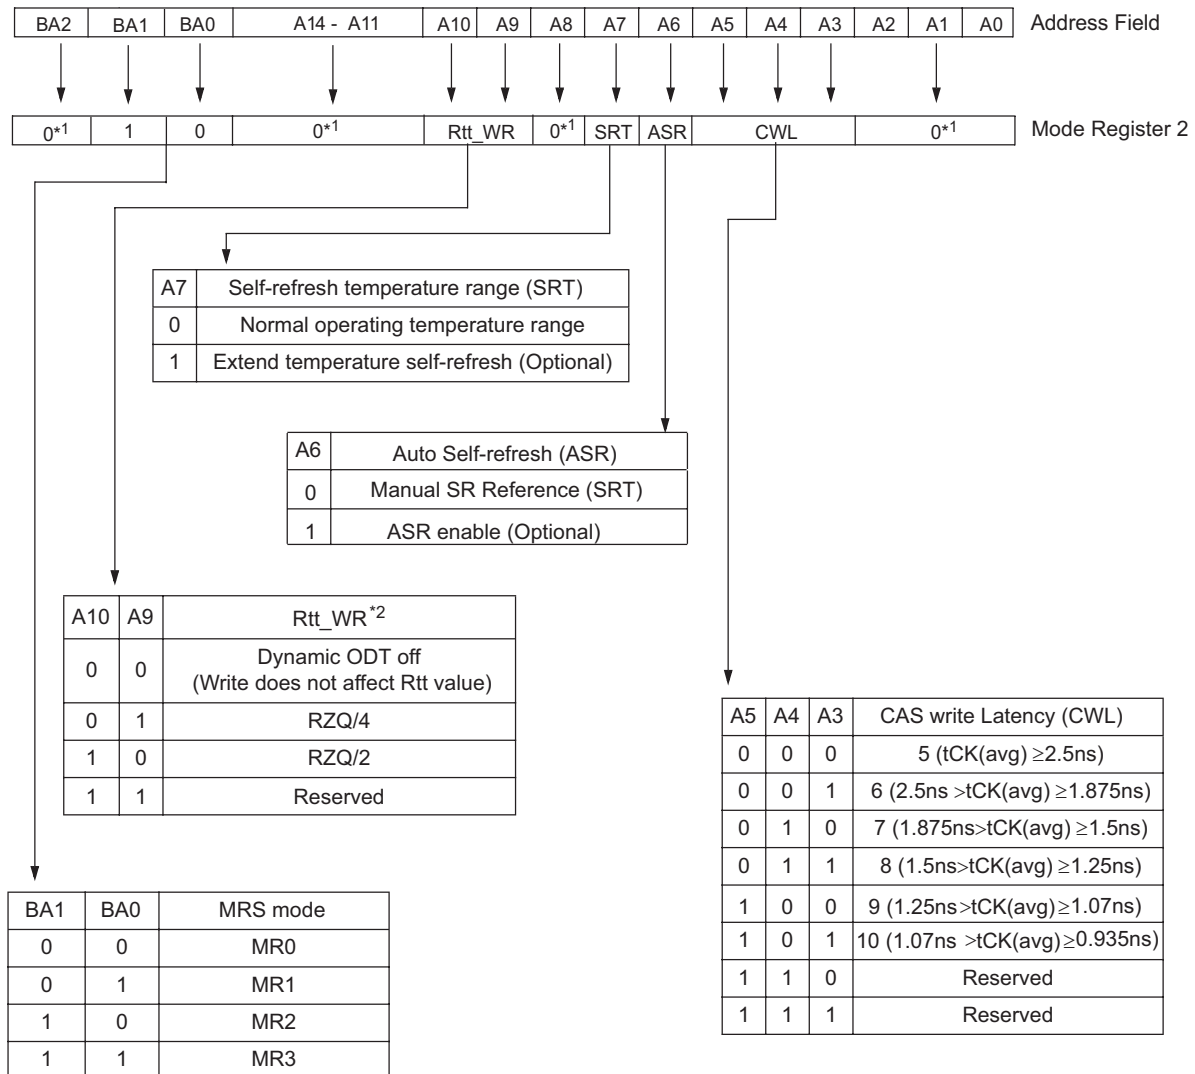 BA2 BA1 BA0 A14 - A11 A10 A9 A8 A7 A6 A5 A4 A3 A2 A1 A0 Address Field
0*1 1 0 0*1 Rtt_WR 0*1 SRT ASR CWL 0*1 Mode Register 2
A7 Self-refresh temperature range (SRT)
0 Normal operating temperature range
1 Extend temperature self-refresh (Optional)
A6 Auto Self-refresh (ASR)
0 Manual SR Reference (SRT)
1 ASR enable (Optional)
A10 A9 Rtt_WR*2
0 0 Dynamic ODT off
(Write does not affect Rtt value)
0 1 RZQ/4
1 0 RZQ/2
1 1 Reserved
A5 A4 A3 CAS write Latency (CWL)
0 0 0 5 (tCK(avg) ≥2.5ns)
0 0 1 6 (2.5ns >tCK(avg) ≥1.875ns)
0 1 0 7 (1.875ns>tCK(avg) ≥1.5ns)
0 1 1 8 (1.5ns>tCK(avg) ≥1.25ns)
1 0 0 9 (1.25ns>tCK(avg) ≥1.07ns)
1 0 1 10 (1.07ns >tCK(avg) ≥0.935ns)
1 1 0 Reserved
1 1 1 Reserved
BA1 BA0 MRS mode
0 0 MR0
0 1 MR1
1 0 MR2
1 1 MR3